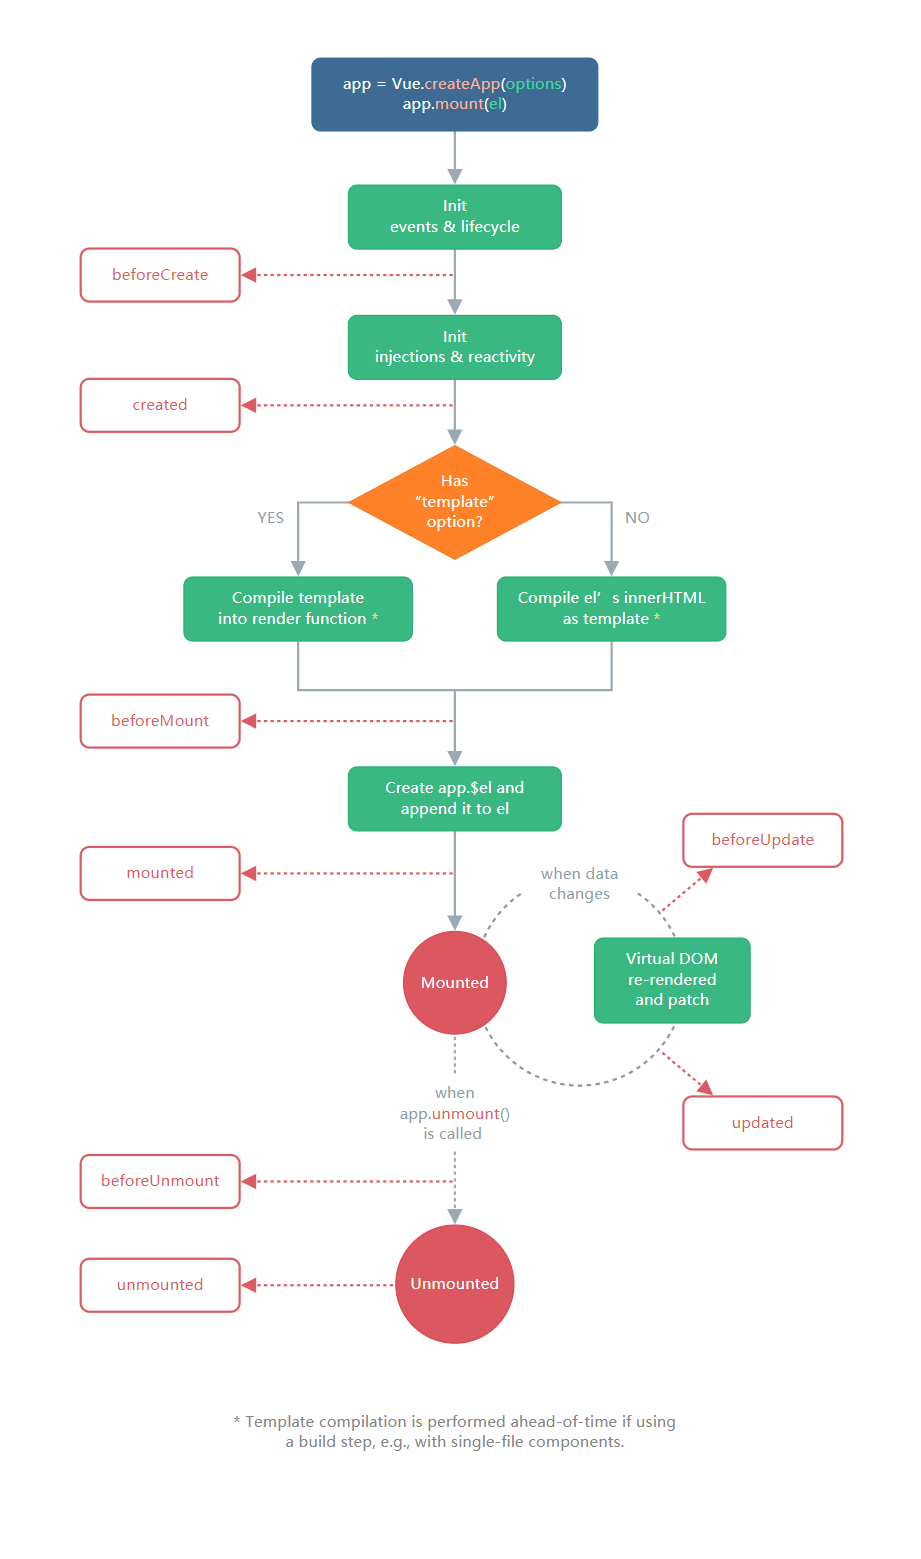 app = Vue.createApp(options)
app.mount(el)
Init
events & lifecycle
beforeCreate
Init
injections & reactivity
created
Has
“template”
option?
YES
NO
Compile template
into render function *
Compile el’s innerHTML
as template *
beforeMount
Create app.$el and
append it to el
beforeUpdate
mounted
when data
changes
Virtual DOM
re-rendered
and patch
Mounted
when
app.unmount()
is called
updated
beforeUnmount
unmounted
Unmounted
* Template compilation is performed ahead-of-time if using
a build step, e.g., with single-file components.